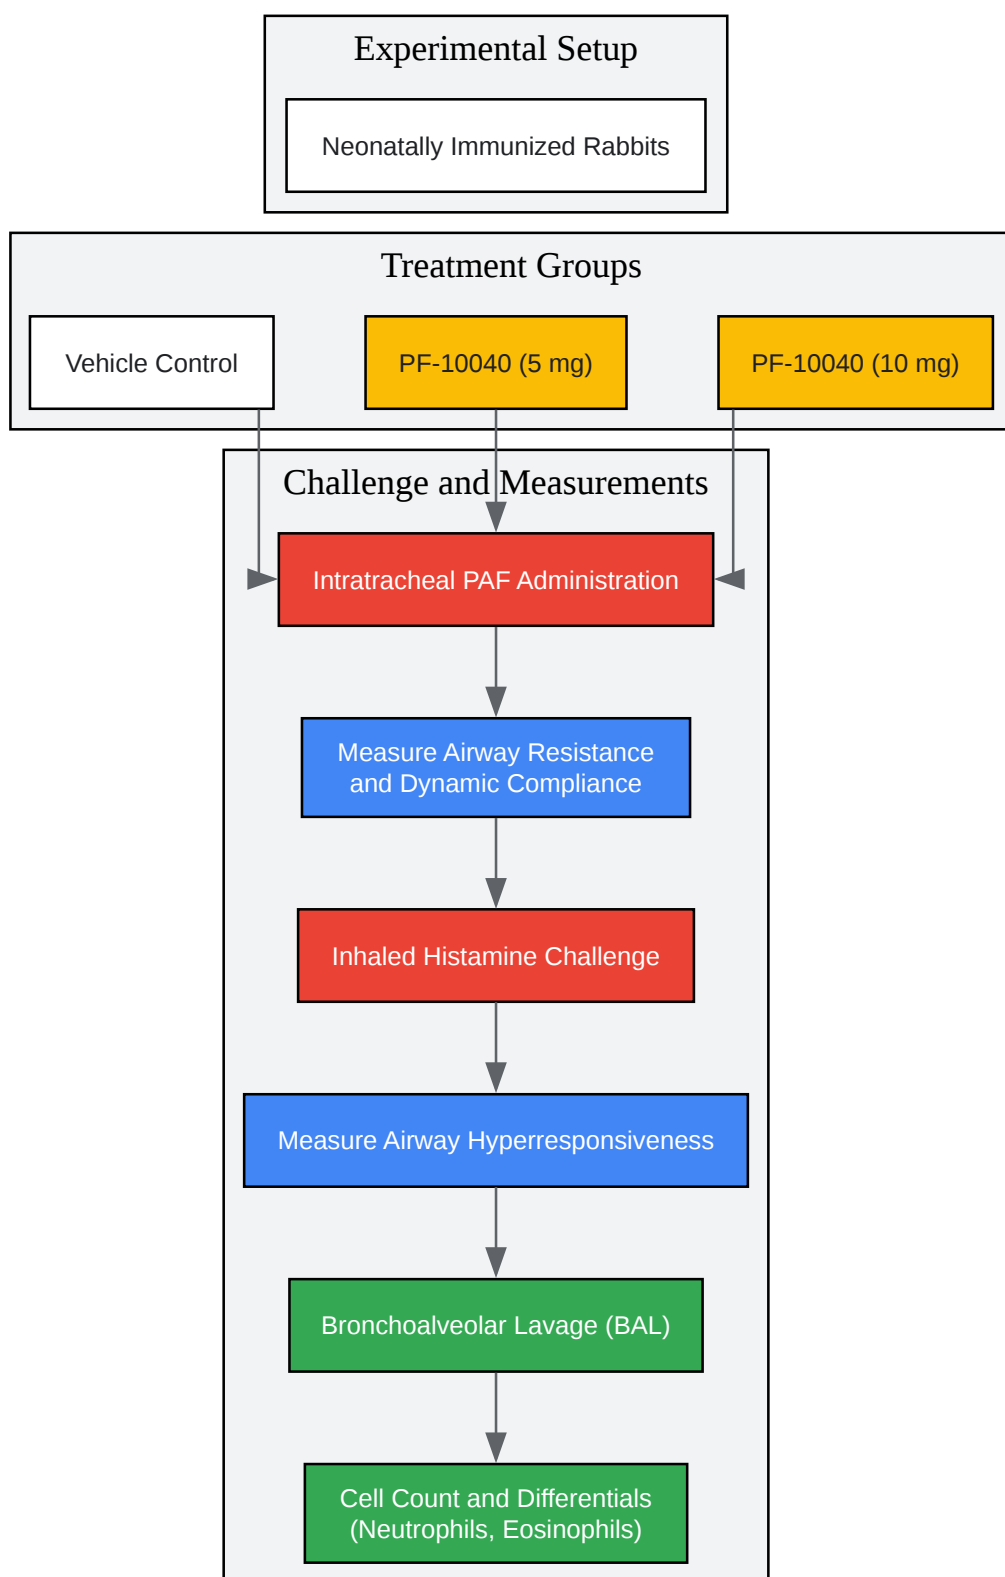 Experimental Setup
Neonatally Immunized Rabbits
Treatment Groups
Vehicle Control
PF-10040 (5 mg)
PF-10040 (10 mg)
Challenge and Measurements
Intratracheal PAF Administration
Measure Airway Resistance
and Dynamic Compliance
Inhaled Histamine Challenge
Measure Airway Hyperresponsiveness
Bronchoalveolar Lavage (BAL)
Cell Count and Differentials
(Neutrophils, Eosinophils)